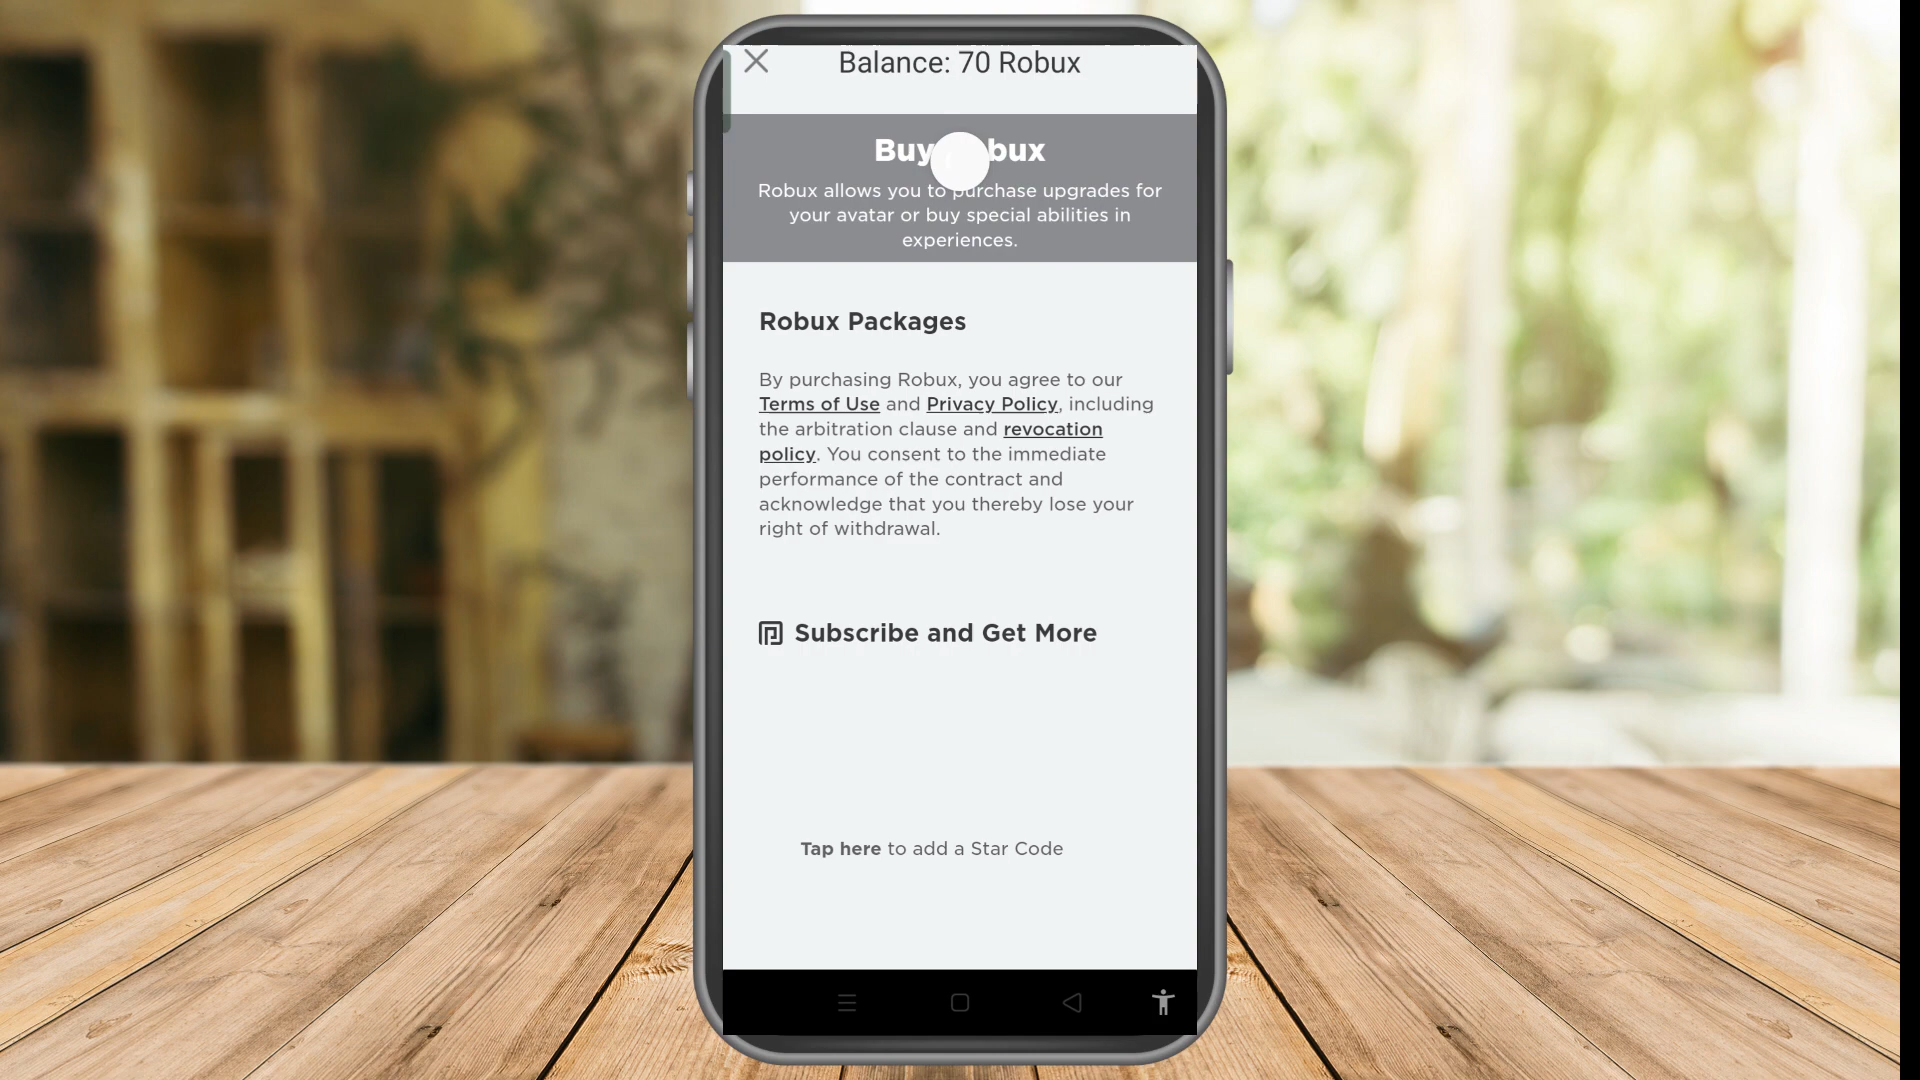 Balance: 70 Robux
Buy Robux
Robux allows you to purchase upgrades for
your avatar or buy special abilities in
experiences.
Robux Packages
By purchasing Robux, you agree to our
Terms of Use and Privacy Policy, including
the arbitration clause and revocation
policy. You consent to the immediate
performance of the contract and
acknowledge that you thereby lose your
right of withdrawal.
Subscribe and Get More
Tap here to add a Star Code